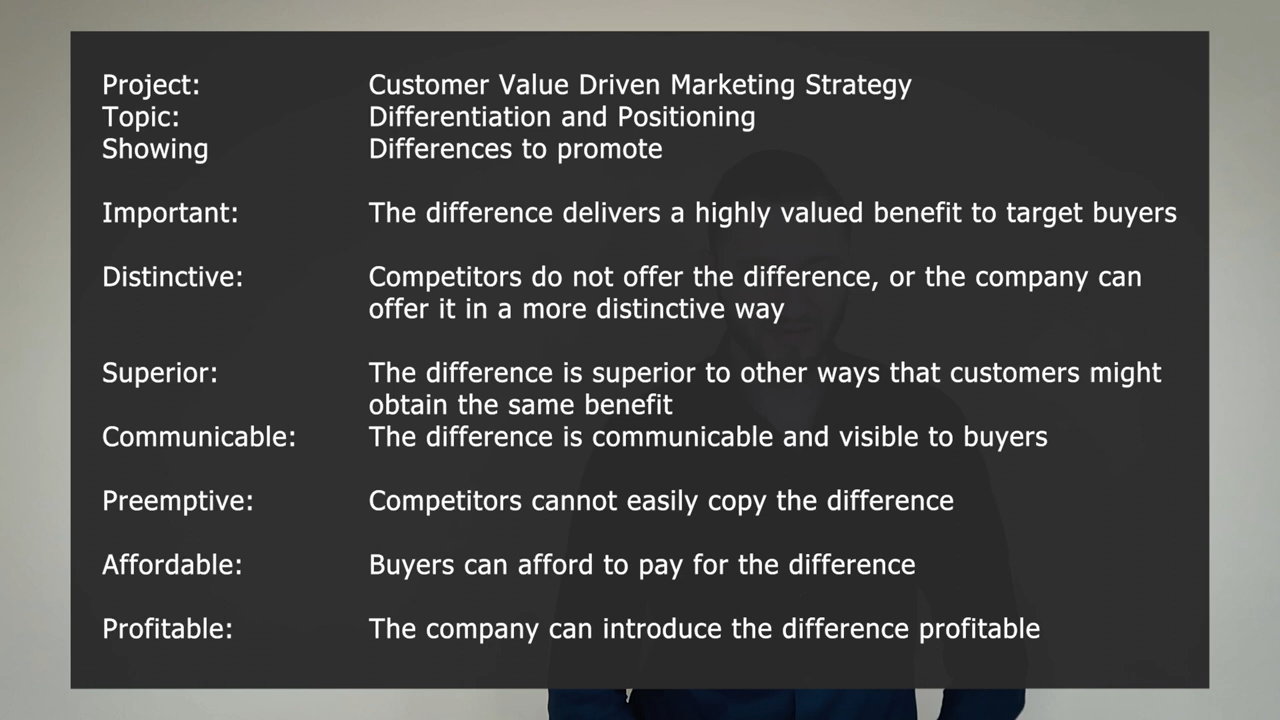 Project: Customer Value Driven Marketing Strategy
Topic: Differentiation and Positioning
Showing Differences to promote
Important: The difference delivers a highly valued benefit to target buyers
Distinctive: Competitors do not offer the difference, or the company can
offer it in a more distinctive way
Superior: The difference is superior to other ways that customers might
obtain the same benefit
Communicable: The difference is communicable and visible to buyers
Preemptive: Competitors cannot easily copy the difference
Affordable: Buyers can afford to pay for the difference
Profitable: The company can introduce the difference profitable